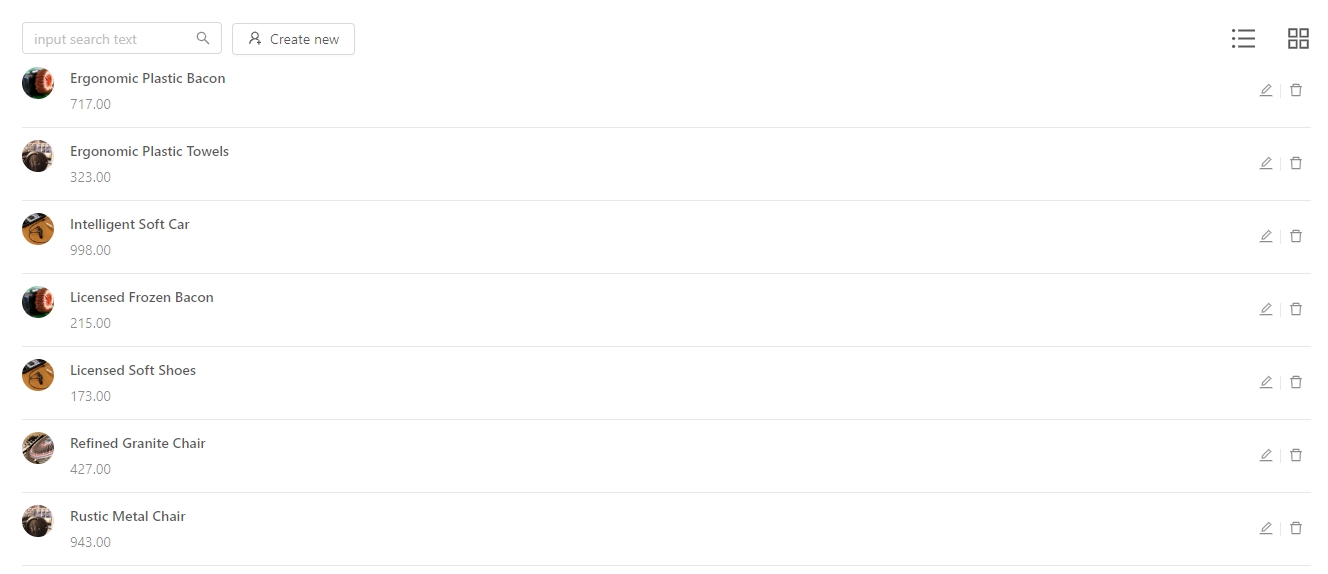 input search text
Create new
Ergonomic Plastic Bacon
717.00
Ergonomic Plastic Towels
323.00
Intelligent Soft Car
998.00
Licensed Frozen Bacon
215.00
Licensed Soft Shoes
173.00
Refined Granite Chair
427.00
Rustic Metal Chair
943.00